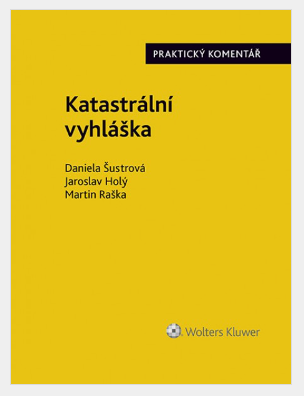 PRAKTICKÝ KOMENTÁŘ
Katastrální
vyhláška
Daniela Šustrová
Jaroslav Holý
Martin Raška
Wolters Kluwer